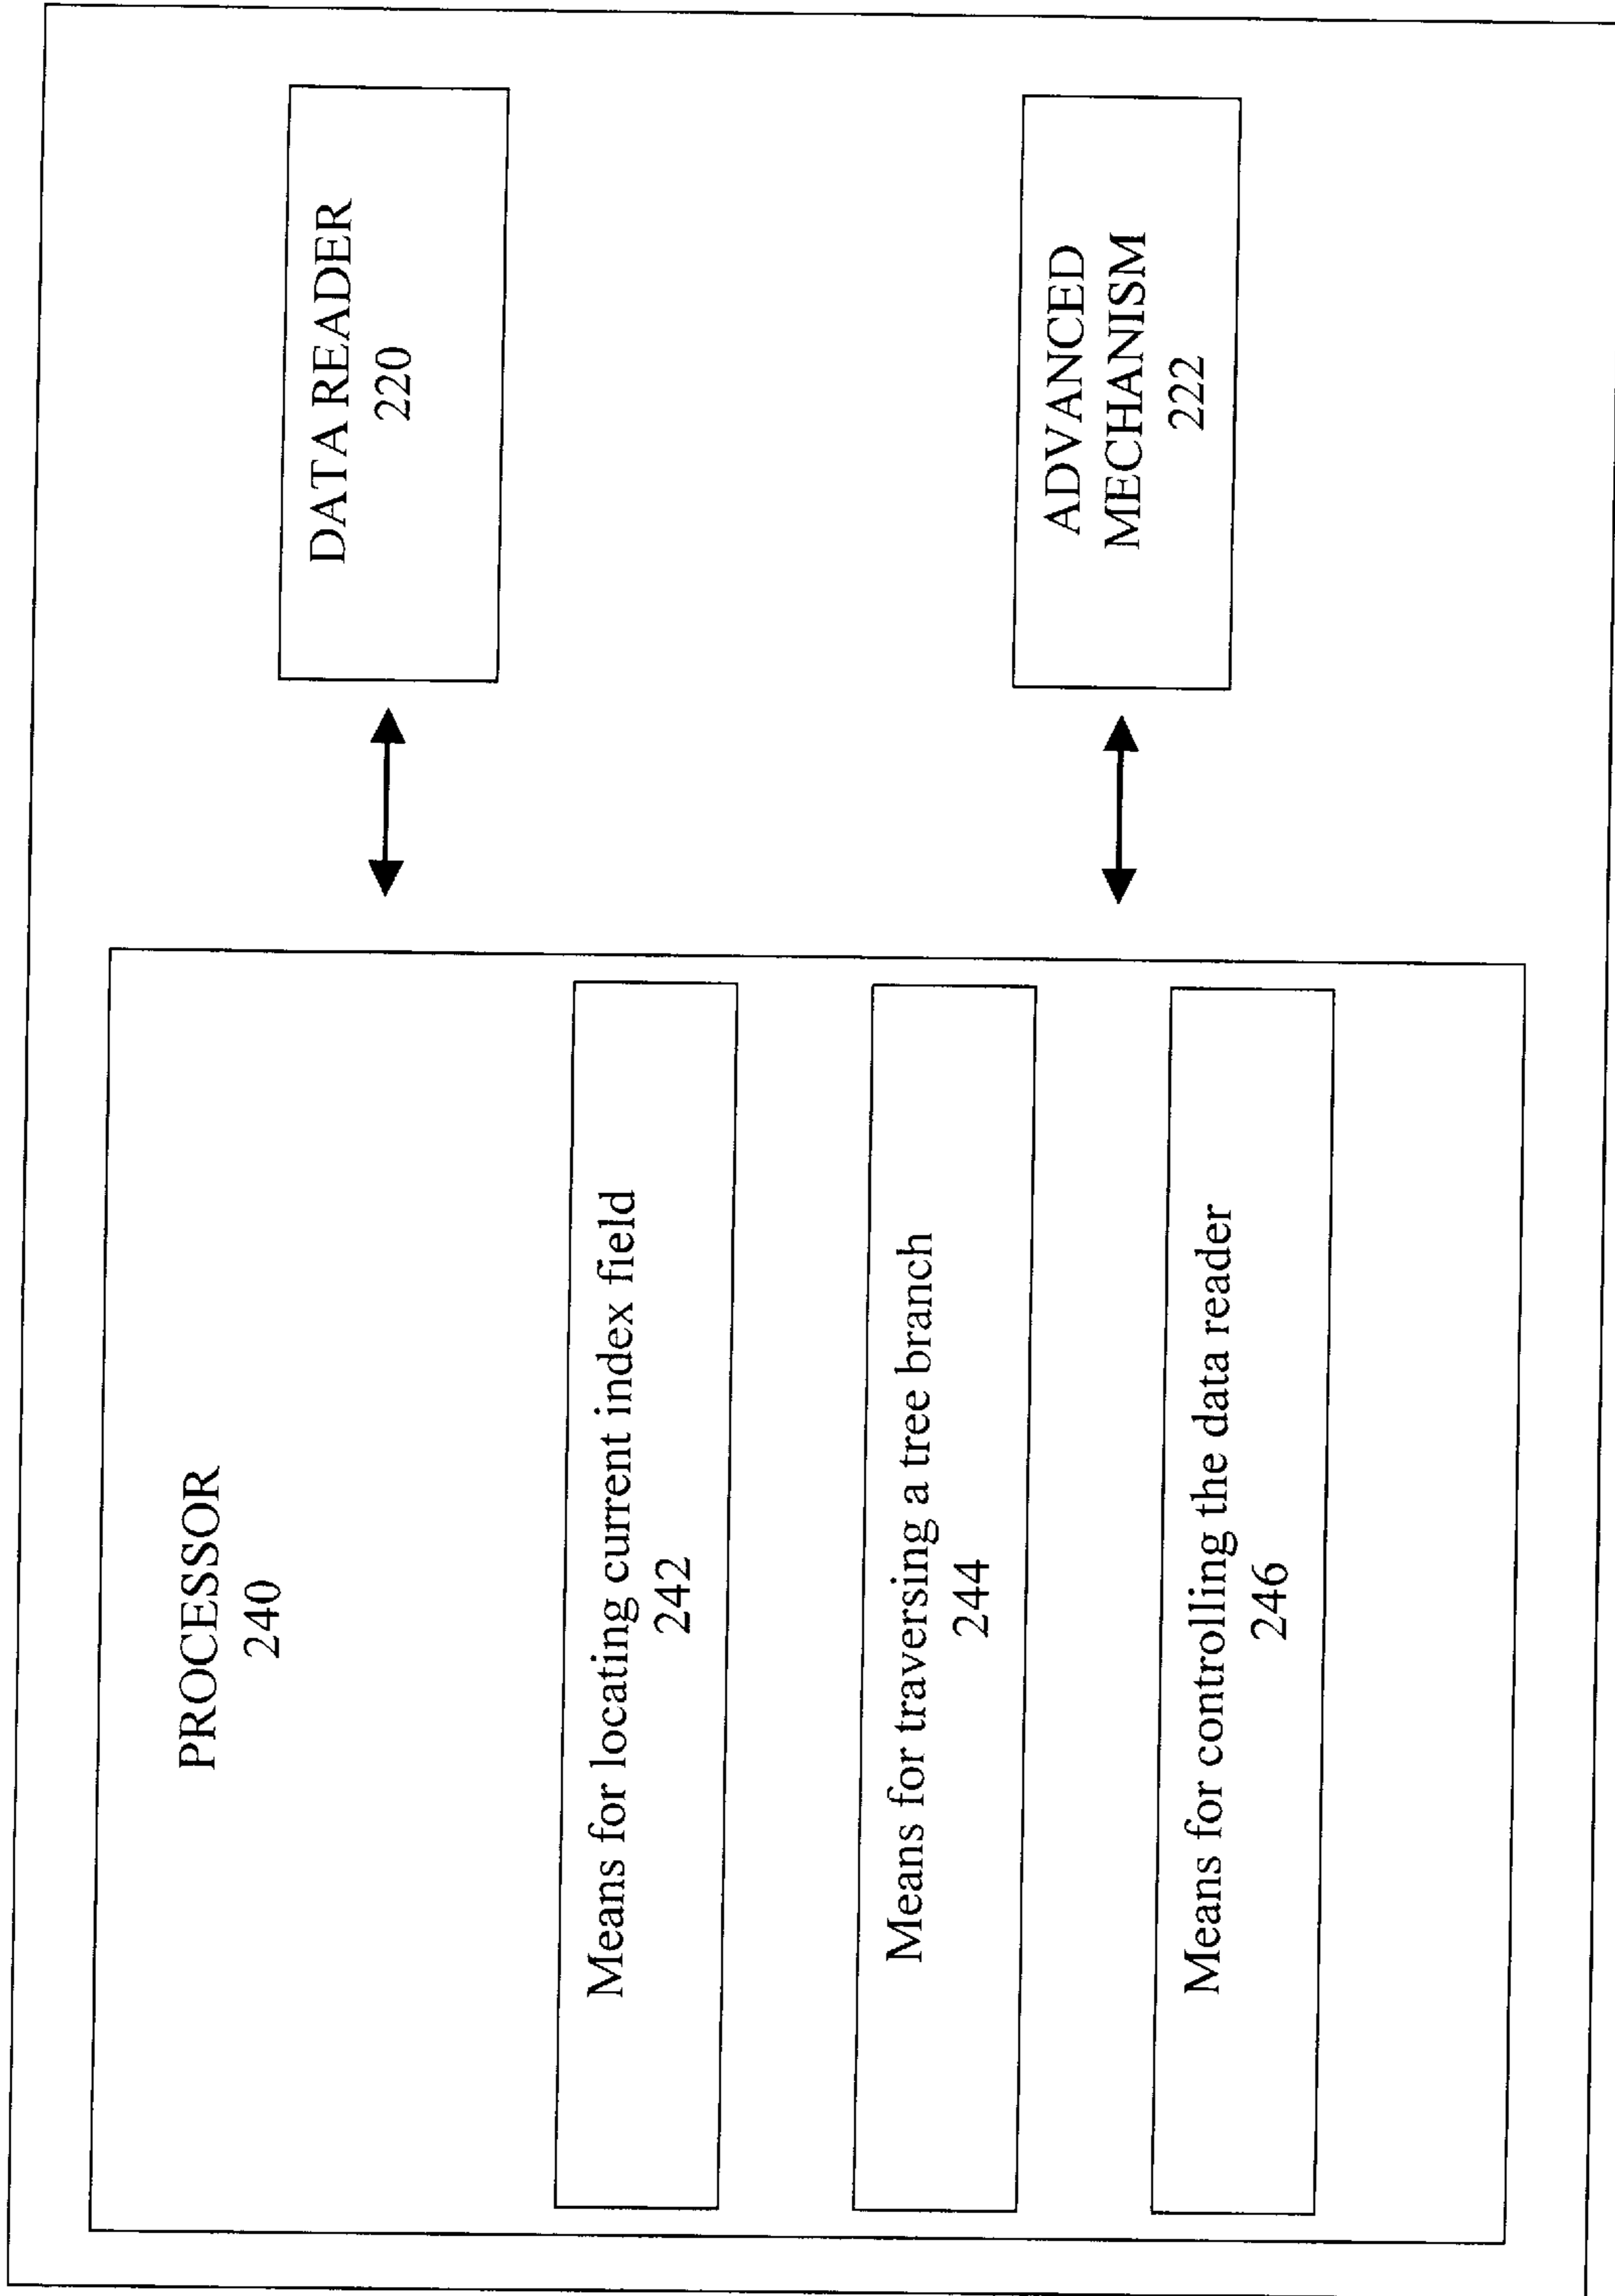 PROCESSOR
240
Means for locating current index field
242
Means for traversing a tree branch
244
Means for controlling the data reader
246
DATA READER
220
ADVANCED
MECHANISM
222